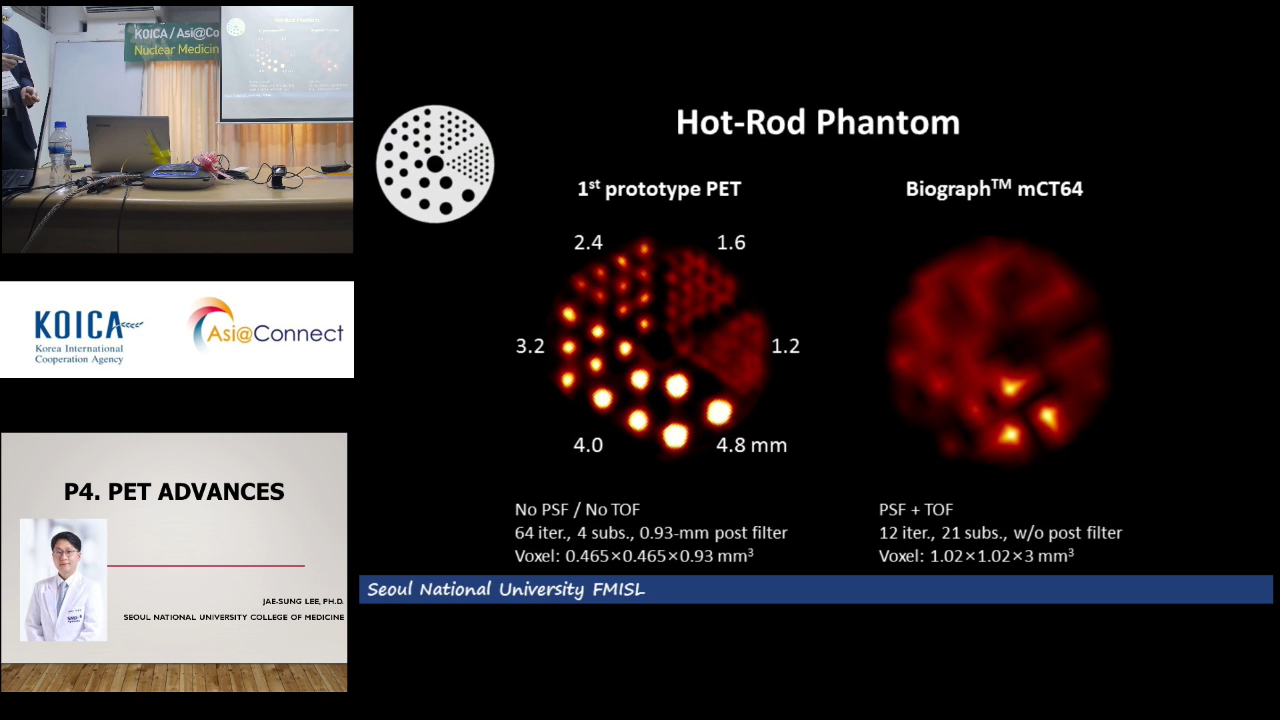 KOICA / Asi@Co
Nuclear Medicin
Hot-Rod Phantom
KOICA
Korea International
Cooperation Agency
Asi@Connect
P4. PET ADVANCES
JAE-SUNG LEE, PH.D.
SEOUL NATIONAL UNIVERSITY COLLEGE OF MEDICINE
Hot-Rod Phantom
1st prototype PET
Biograph™ mCT64
2.4
1.6
3.2
1.2
4.0
4.8 mm
No PSF / No TOF
64 iter., 4 subs., 0.93-mm post filter
Voxel: 0.465×0.465×0.93 mm³
PSF + TOF
12 iter., 21 subs., w/o post filter
Voxel: 1.02×1.02×3 mm³
Seoul National University FMISL